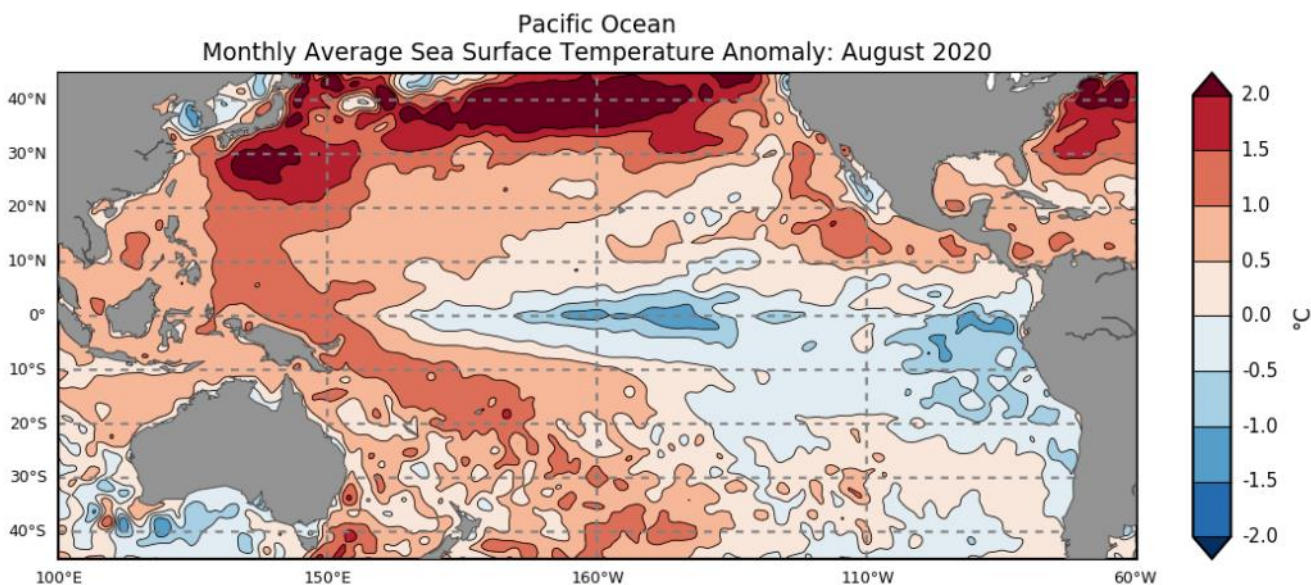 Pacific Ocean
Monthly Average Sea Surface Temperature Anomaly: August 2020
40°N
30°N
20°N
10°N
0°
10°S
20°S
30°S
40°S
100°E
150°E
160°W
110°W
60°W
2.0
1.5
1.0
0.5
0.0
-0.5
-1.0
-1.5
-2.0
°C